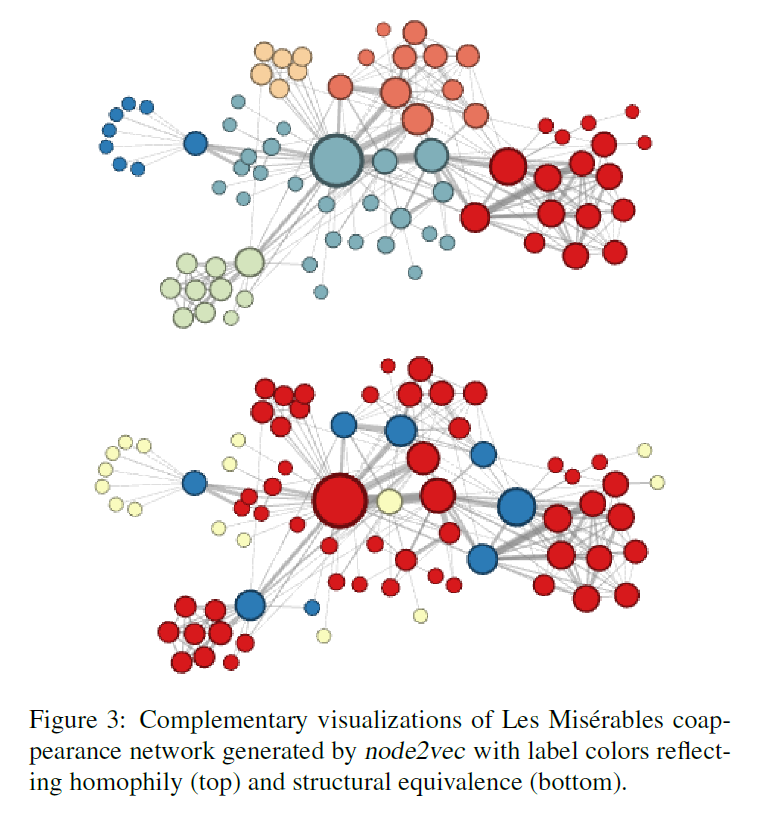 Figure 3: Complementary visualizations of Les Misérables coap-
pearance network generated by node2vec with label colors reflect-
ing homophily (top) and structural equivalence (bottom).